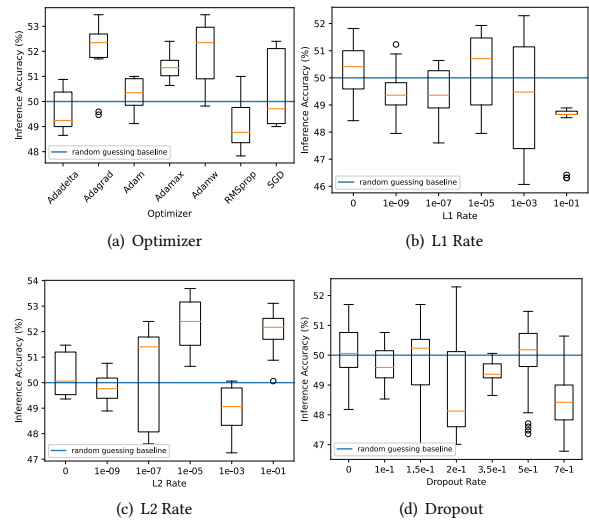 53
52
51
50
49
48
Inference Accuracy (%)
random guessing baseline
Adadelta
Adagrad
Adam
Adamax
Adamw
RMSprop
SGD
Optimizer
(a) Optimizer
52
51
50
49
48
47
46
Inference Accuracy (%)
random guessing baseline
0 1e-09 1e-07 1e-05 1e-03 1e-01
L1 Rate
(b) L1 Rate
54
53
52
51
50
49
48
47
Inference Accuracy (%)
random guessing baseline
0 1e-09 1e-07 1e-05 1e-03 1e-01
L2 Rate
(c) L2 Rate
52
51
50
49
48
47
Inference Accuracy (%)
random guessing baseline
0 1e-1 1.5e-1 2e-1 3.5e-1 5e-1 7e-1
Dropout Rate
(d) Dropout